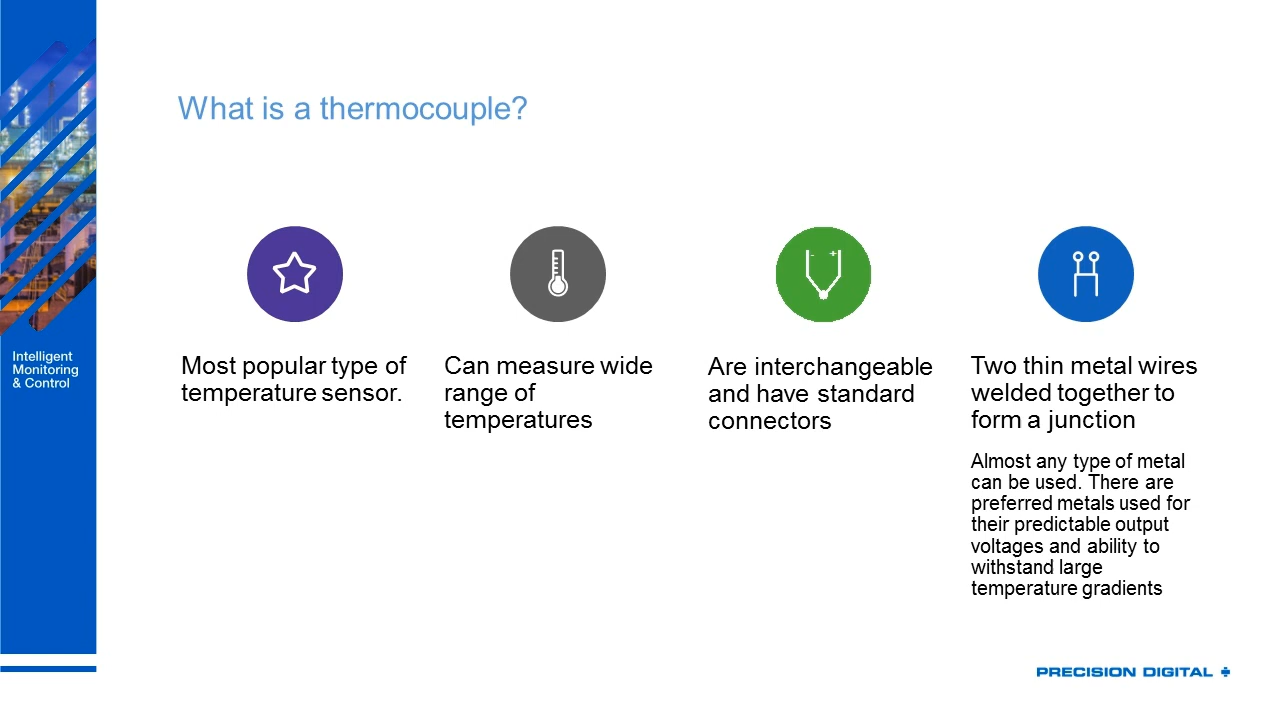 What is a thermocouple?
Most popular type of
temperature sensor.
Can measure wide
range of
temperatures
- +
Are interchangeable
and have standard
connectors
Two thin metal wires
welded together to
form a junction
Almost any type of metal
can be used. There are
preferred metals used for
their predictable output
voltages and ability to
withstand large
temperature gradients
Intelligent
Monitoring
& Control
PRECISION DIGITAL